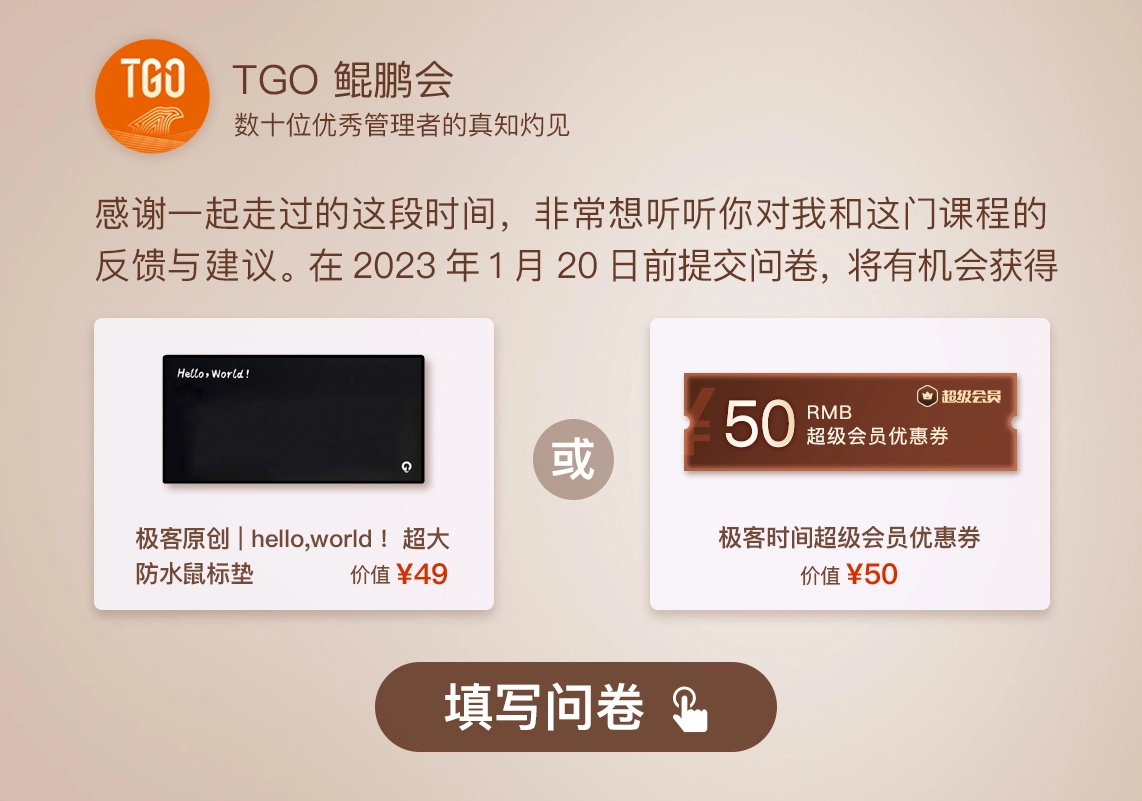 TGO
TGO 鲲鹏会
数十位优秀管理者的真知灼见
感谢一起走过的这段时间，非常想听听你对我和这门课程的
反馈与建议。在 2023 年 1 月 20 日前提交问卷，将有机会获得
Hello,World!
或
¥
50
RMB
超级会员优惠券
超级会员
极客原创 | hello,world！ 超大
防水鼠标垫
价值 ¥49
极客时间超级会员优惠券
价值 ¥50
填写问卷